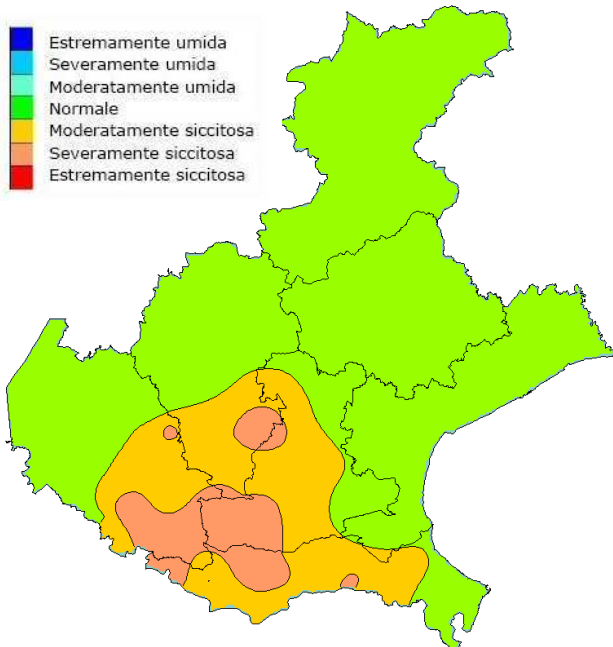 Estremamente umida
Severamente umida
Moderatamente umida
Normale
Moderatamente siccitosa
Severamente siccitosa
Estremamente siccitosa